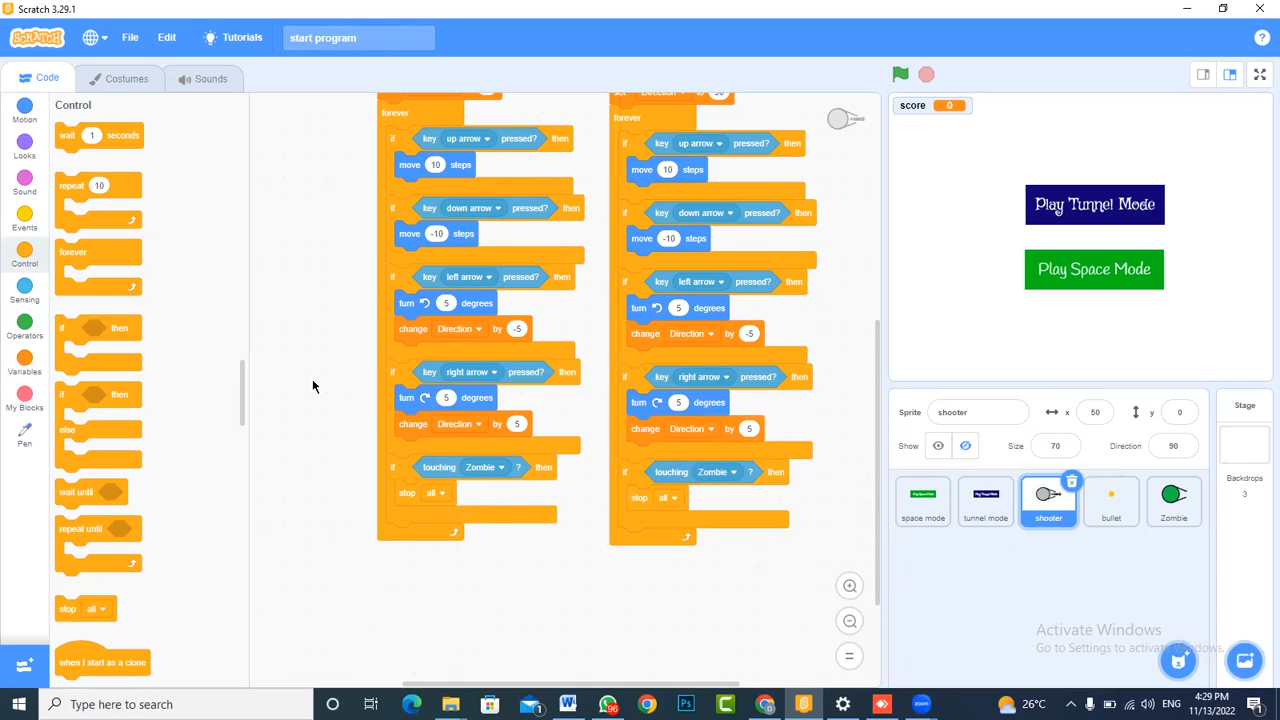 Scratch 3.29.1
SCRATCH
File
Edit
Tutorials
start program
Code
Costumes
Sounds
Motion
Looks
Sound
Events
Control
Sensing
Operators
Variables
My Blocks
Pen
Control
wait 1 seconds
repeat 10
forever
if then
if then
else
wait until
repeat until
stop all
when I start as a clone
forever
if key up arrow pressed? then
move 10 steps
if key down arrow pressed? then
move -10 steps
if key left arrow pressed? then
turn 5 degrees
change Direction by -5
if key right arrow pressed? then
turn 5 degrees
change Direction by 5
if touching Zombie ? then
stop all
forever
if key up arrow pressed? then
move 10 steps
if key down arrow pressed? then
move -10 steps
if key left arrow pressed? then
turn 5 degrees
change Direction by -5
if key right arrow pressed? then
turn 5 degrees
change Direction by 5
if touching Zombie ? then
stop all
score 0
Play Tunnel Mode
Play Space Mode
Sprite shooter x 50 y 0
Show Size 70 Direction 90
space mode
tunnel mode
shooter
bullet
Zombie
Stage
Backdrops
3
Activate Windows
Go to Settings to activate Windows.
Type here to search
96
1
26°C
ENG
4:29 PM
11/13/2022